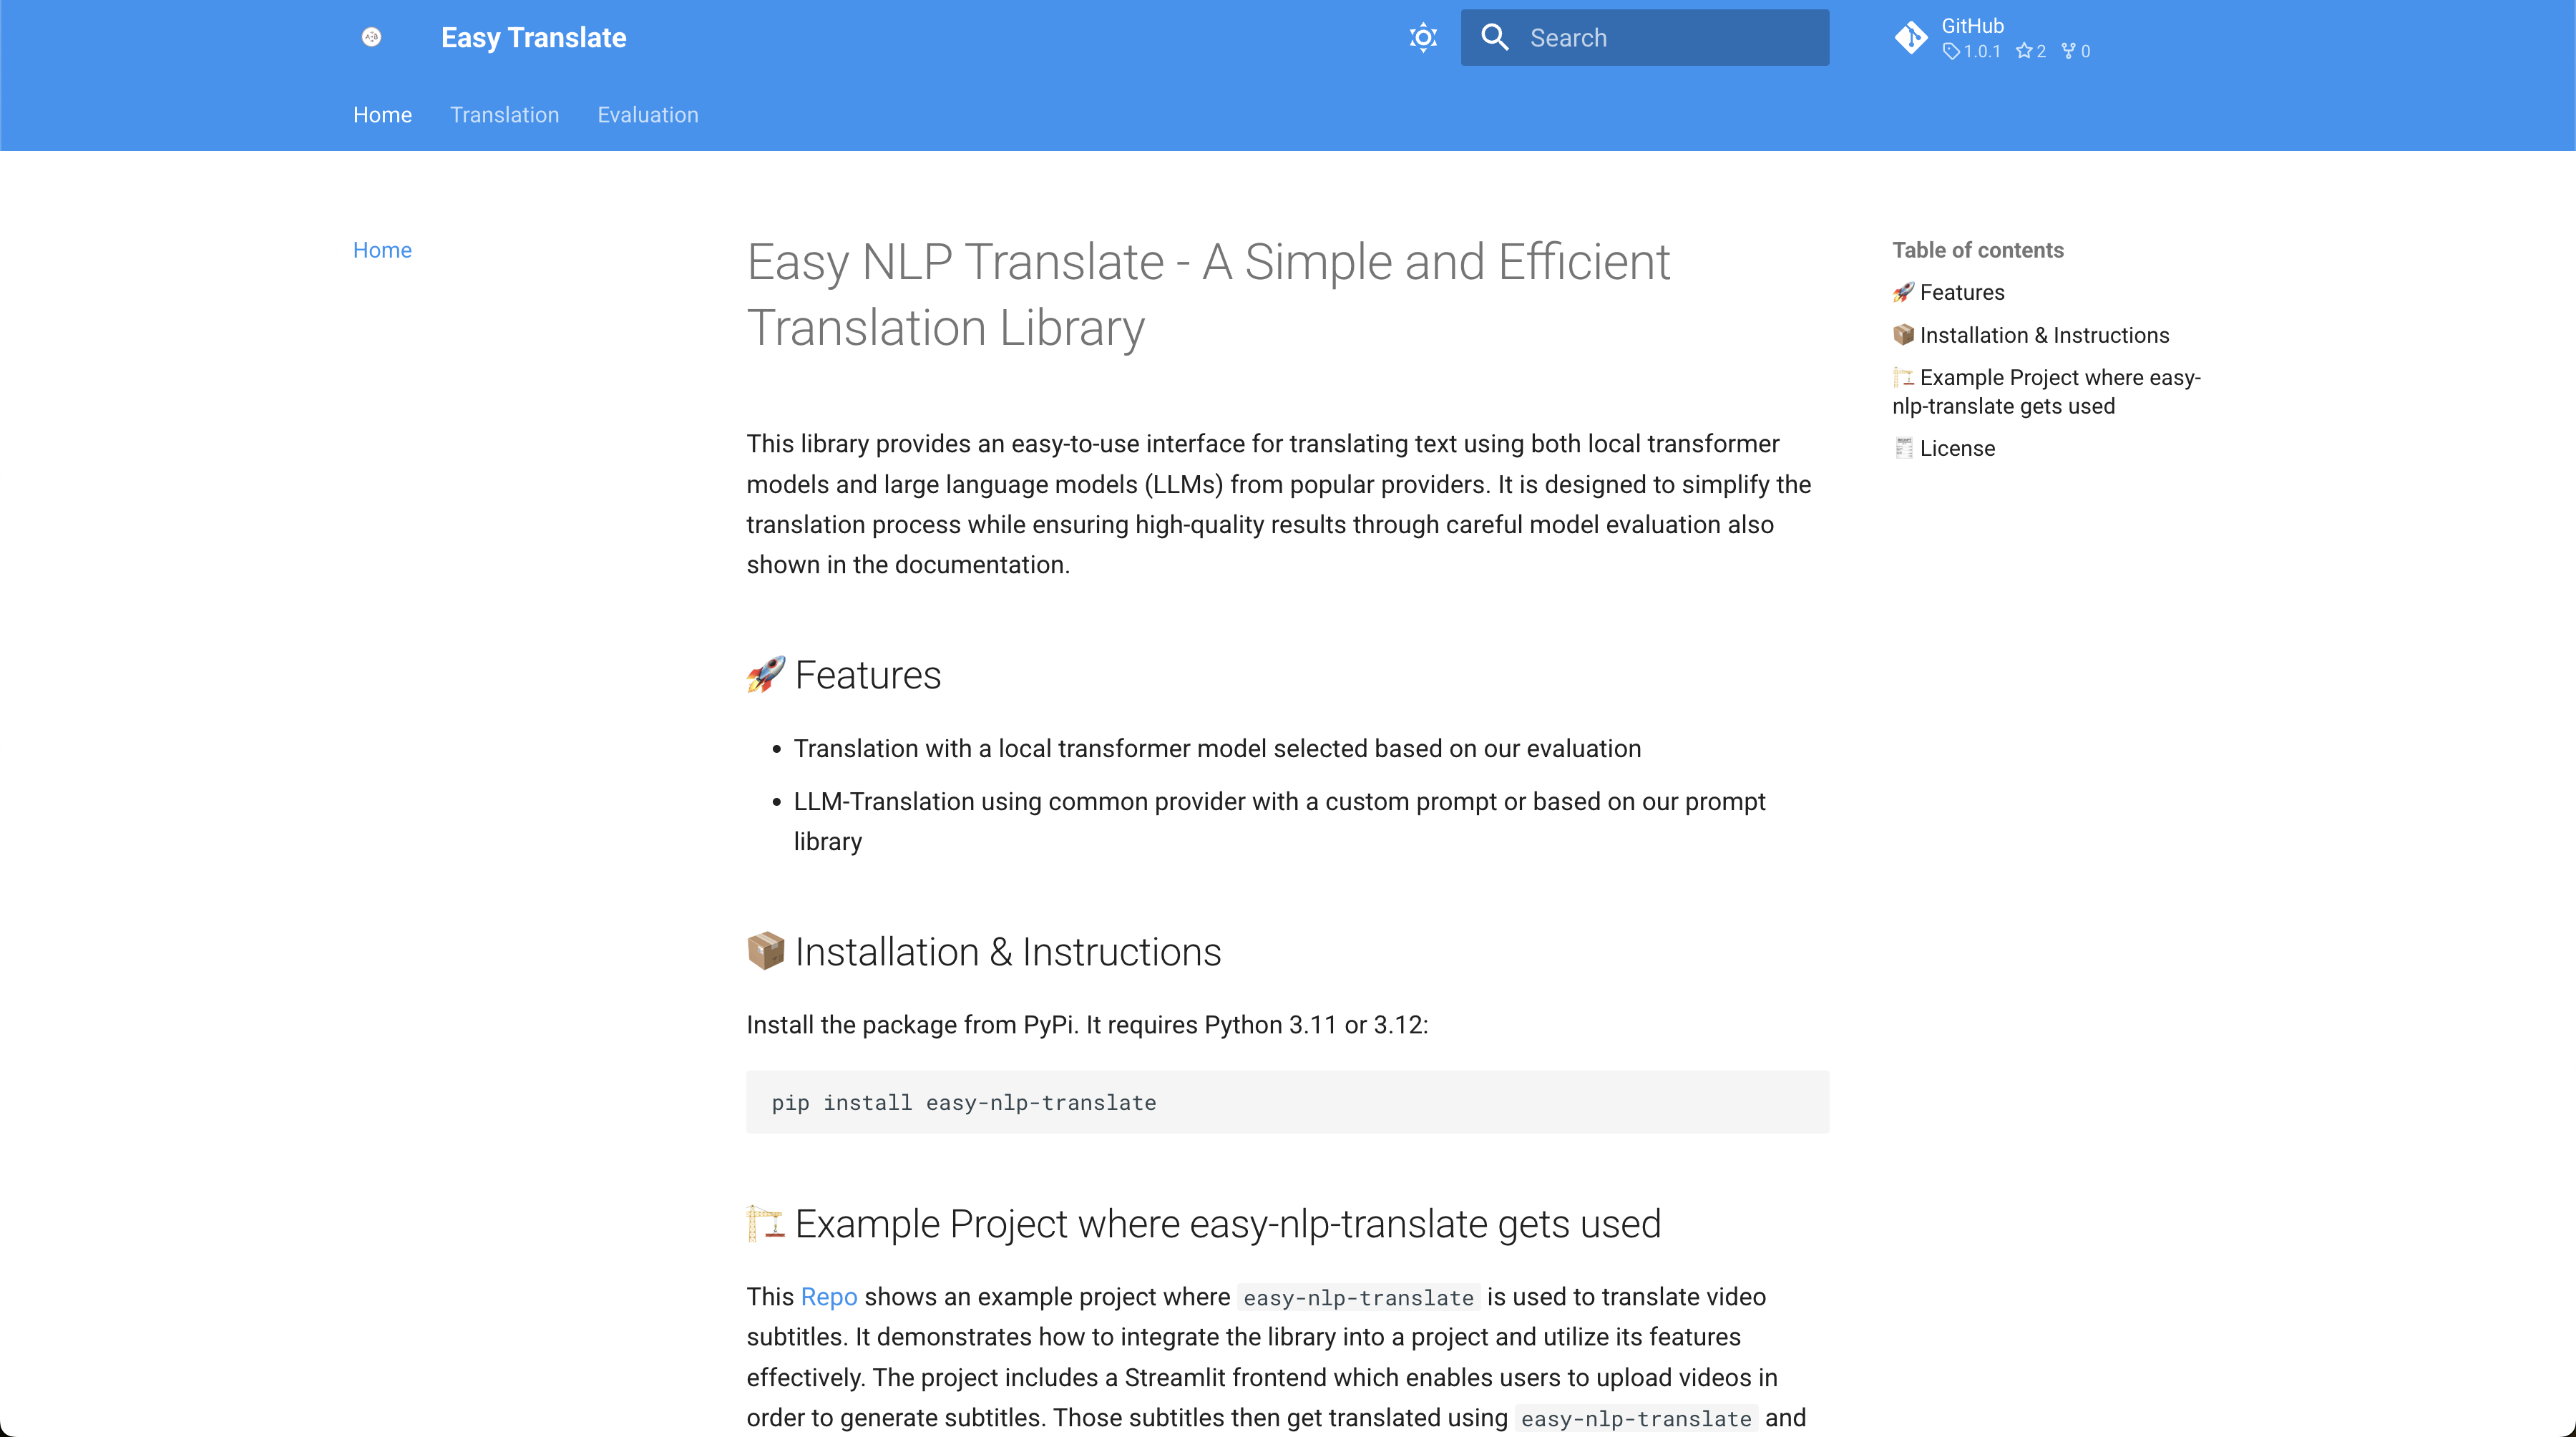 Easy Translate
Search
GitHub
1.0.1 2 0
Home Translation Evaluation
Home
Easy NLP Translate - A Simple and Efficient
Translation Library
This library provides an easy-to-use interface for translating text using both local transformer
models and large language models (LLMs) from popular providers. It is designed to simplify the
translation process while ensuring high-quality results through careful model evaluation also
shown in the documentation.
🚀 Features
• Translation with a local transformer model selected based on our evaluation
• LLM-Translation using common provider with a custom prompt or based on our prompt
library
📦 Installation & Instructions
Install the package from PyPi. It requires Python 3.11 or 3.12:
pip install easy-nlp-translate
🏗️ Example Project where easy-nlp-translate gets used
This Repo shows an example project where easy-nlp-translate is used to translate video
subtitles. It demonstrates how to integrate the library into a project and utilize its features
effectively. The project includes a Streamlit frontend which enables users to upload videos in
order to generate subtitles. Those subtitles then get translated using easy-nlp-translate and
Table of contents
🚀 Features
📦 Installation & Instructions
🏗️ Example Project where easy-
nlp-translate gets used
🧾 License